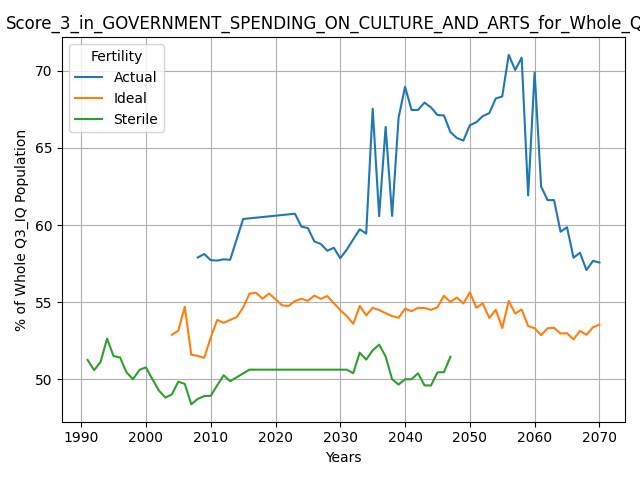 Score_3_in_GOVERNMENT_SPENDING_ON_CULTURE_AND_ARTS_for_Whole_Q
Fertility
Actual
Ideal
Sterile
% of Whole Q3_IQ Population
70
65
60
55
50
1990 2000 2010 2020 2030 2040 2050 2060 2070
Years